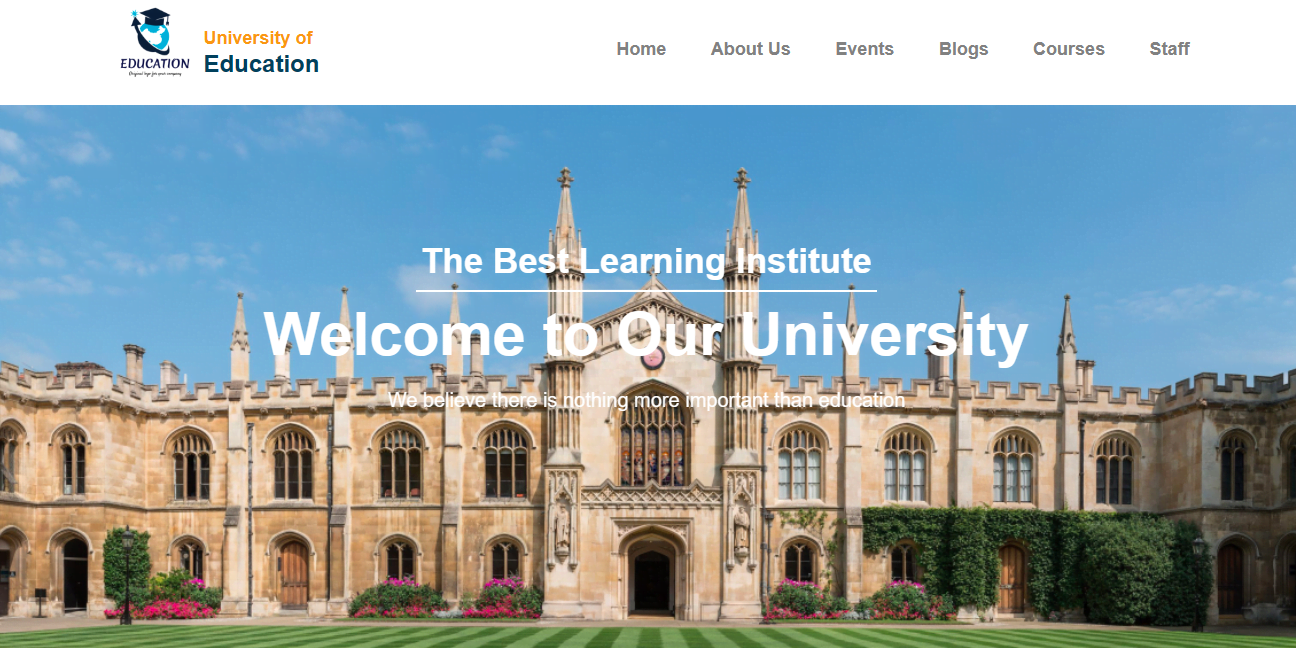 EDUCATION
Original logo for your company
University of
Education
Home About Us Events Blogs Courses Staff
The Best Learning Institute
Welcome to Our University
We believe there is nothing more important than education